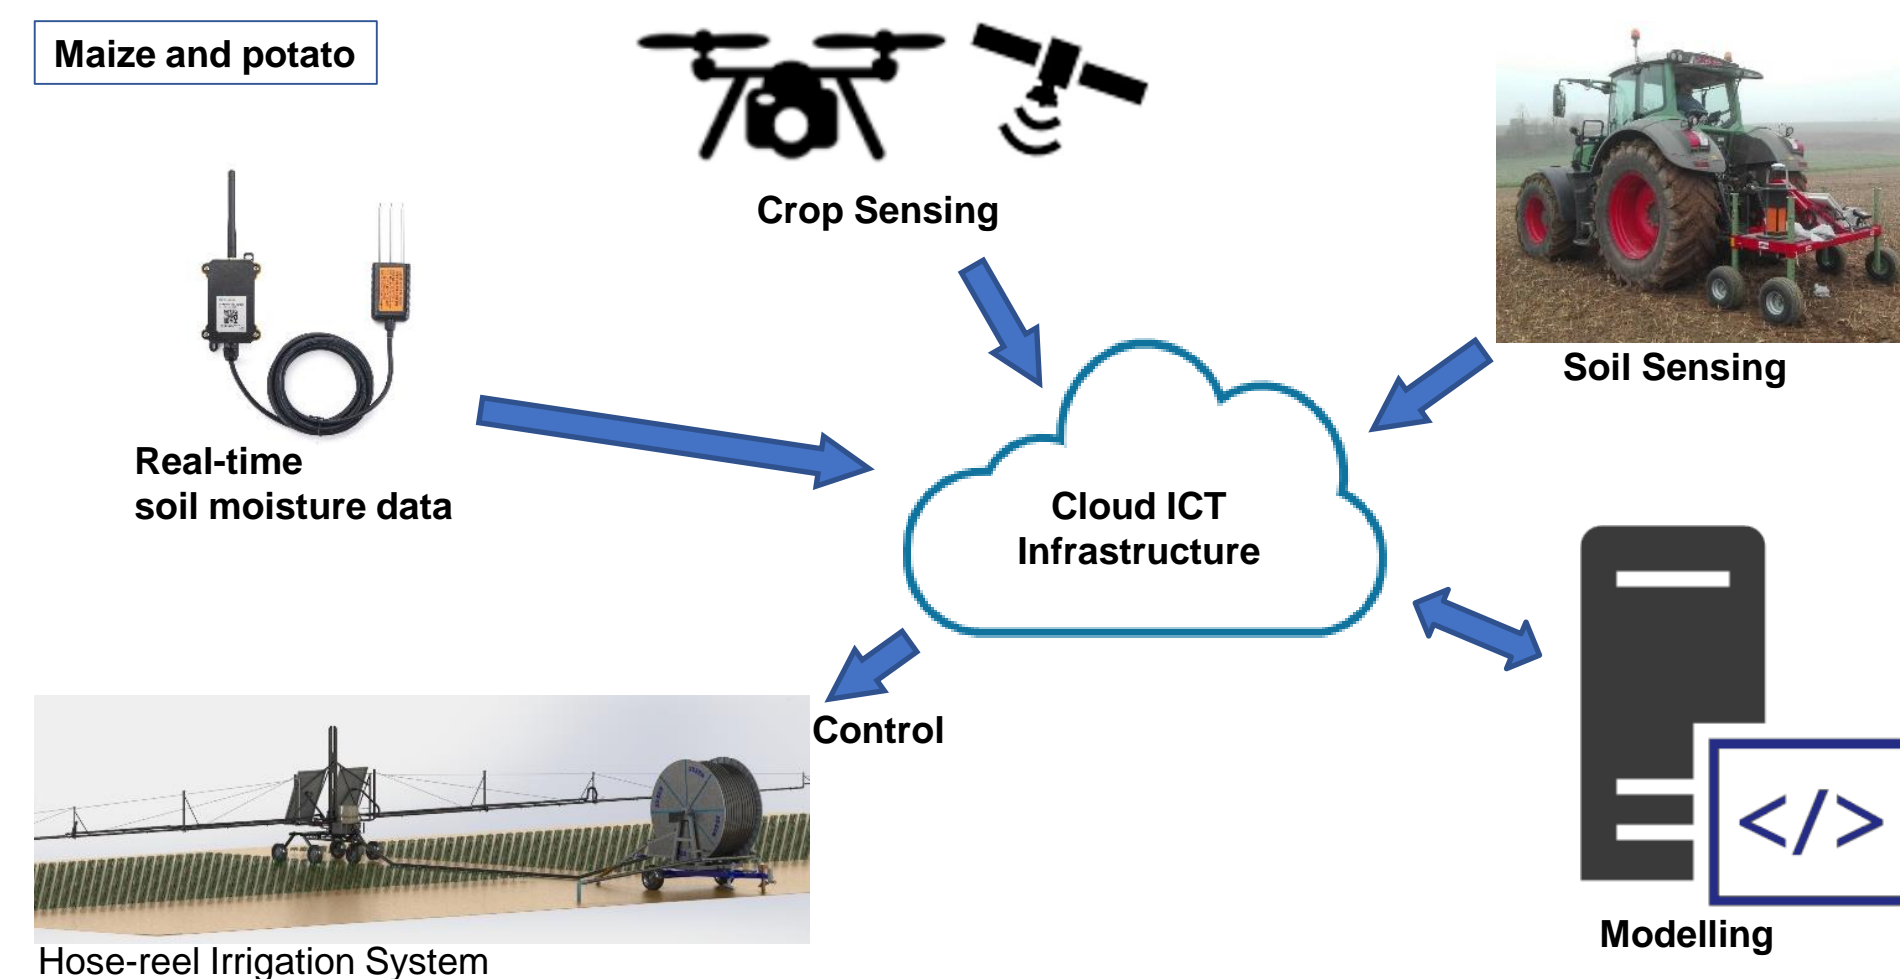 Maize and potato
Crop Sensing
Soil Sensing
Real-time
soil moisture data
Cloud ICT
Infrastructure
Control
</>
Modelling
Hose-reel Irrigation System